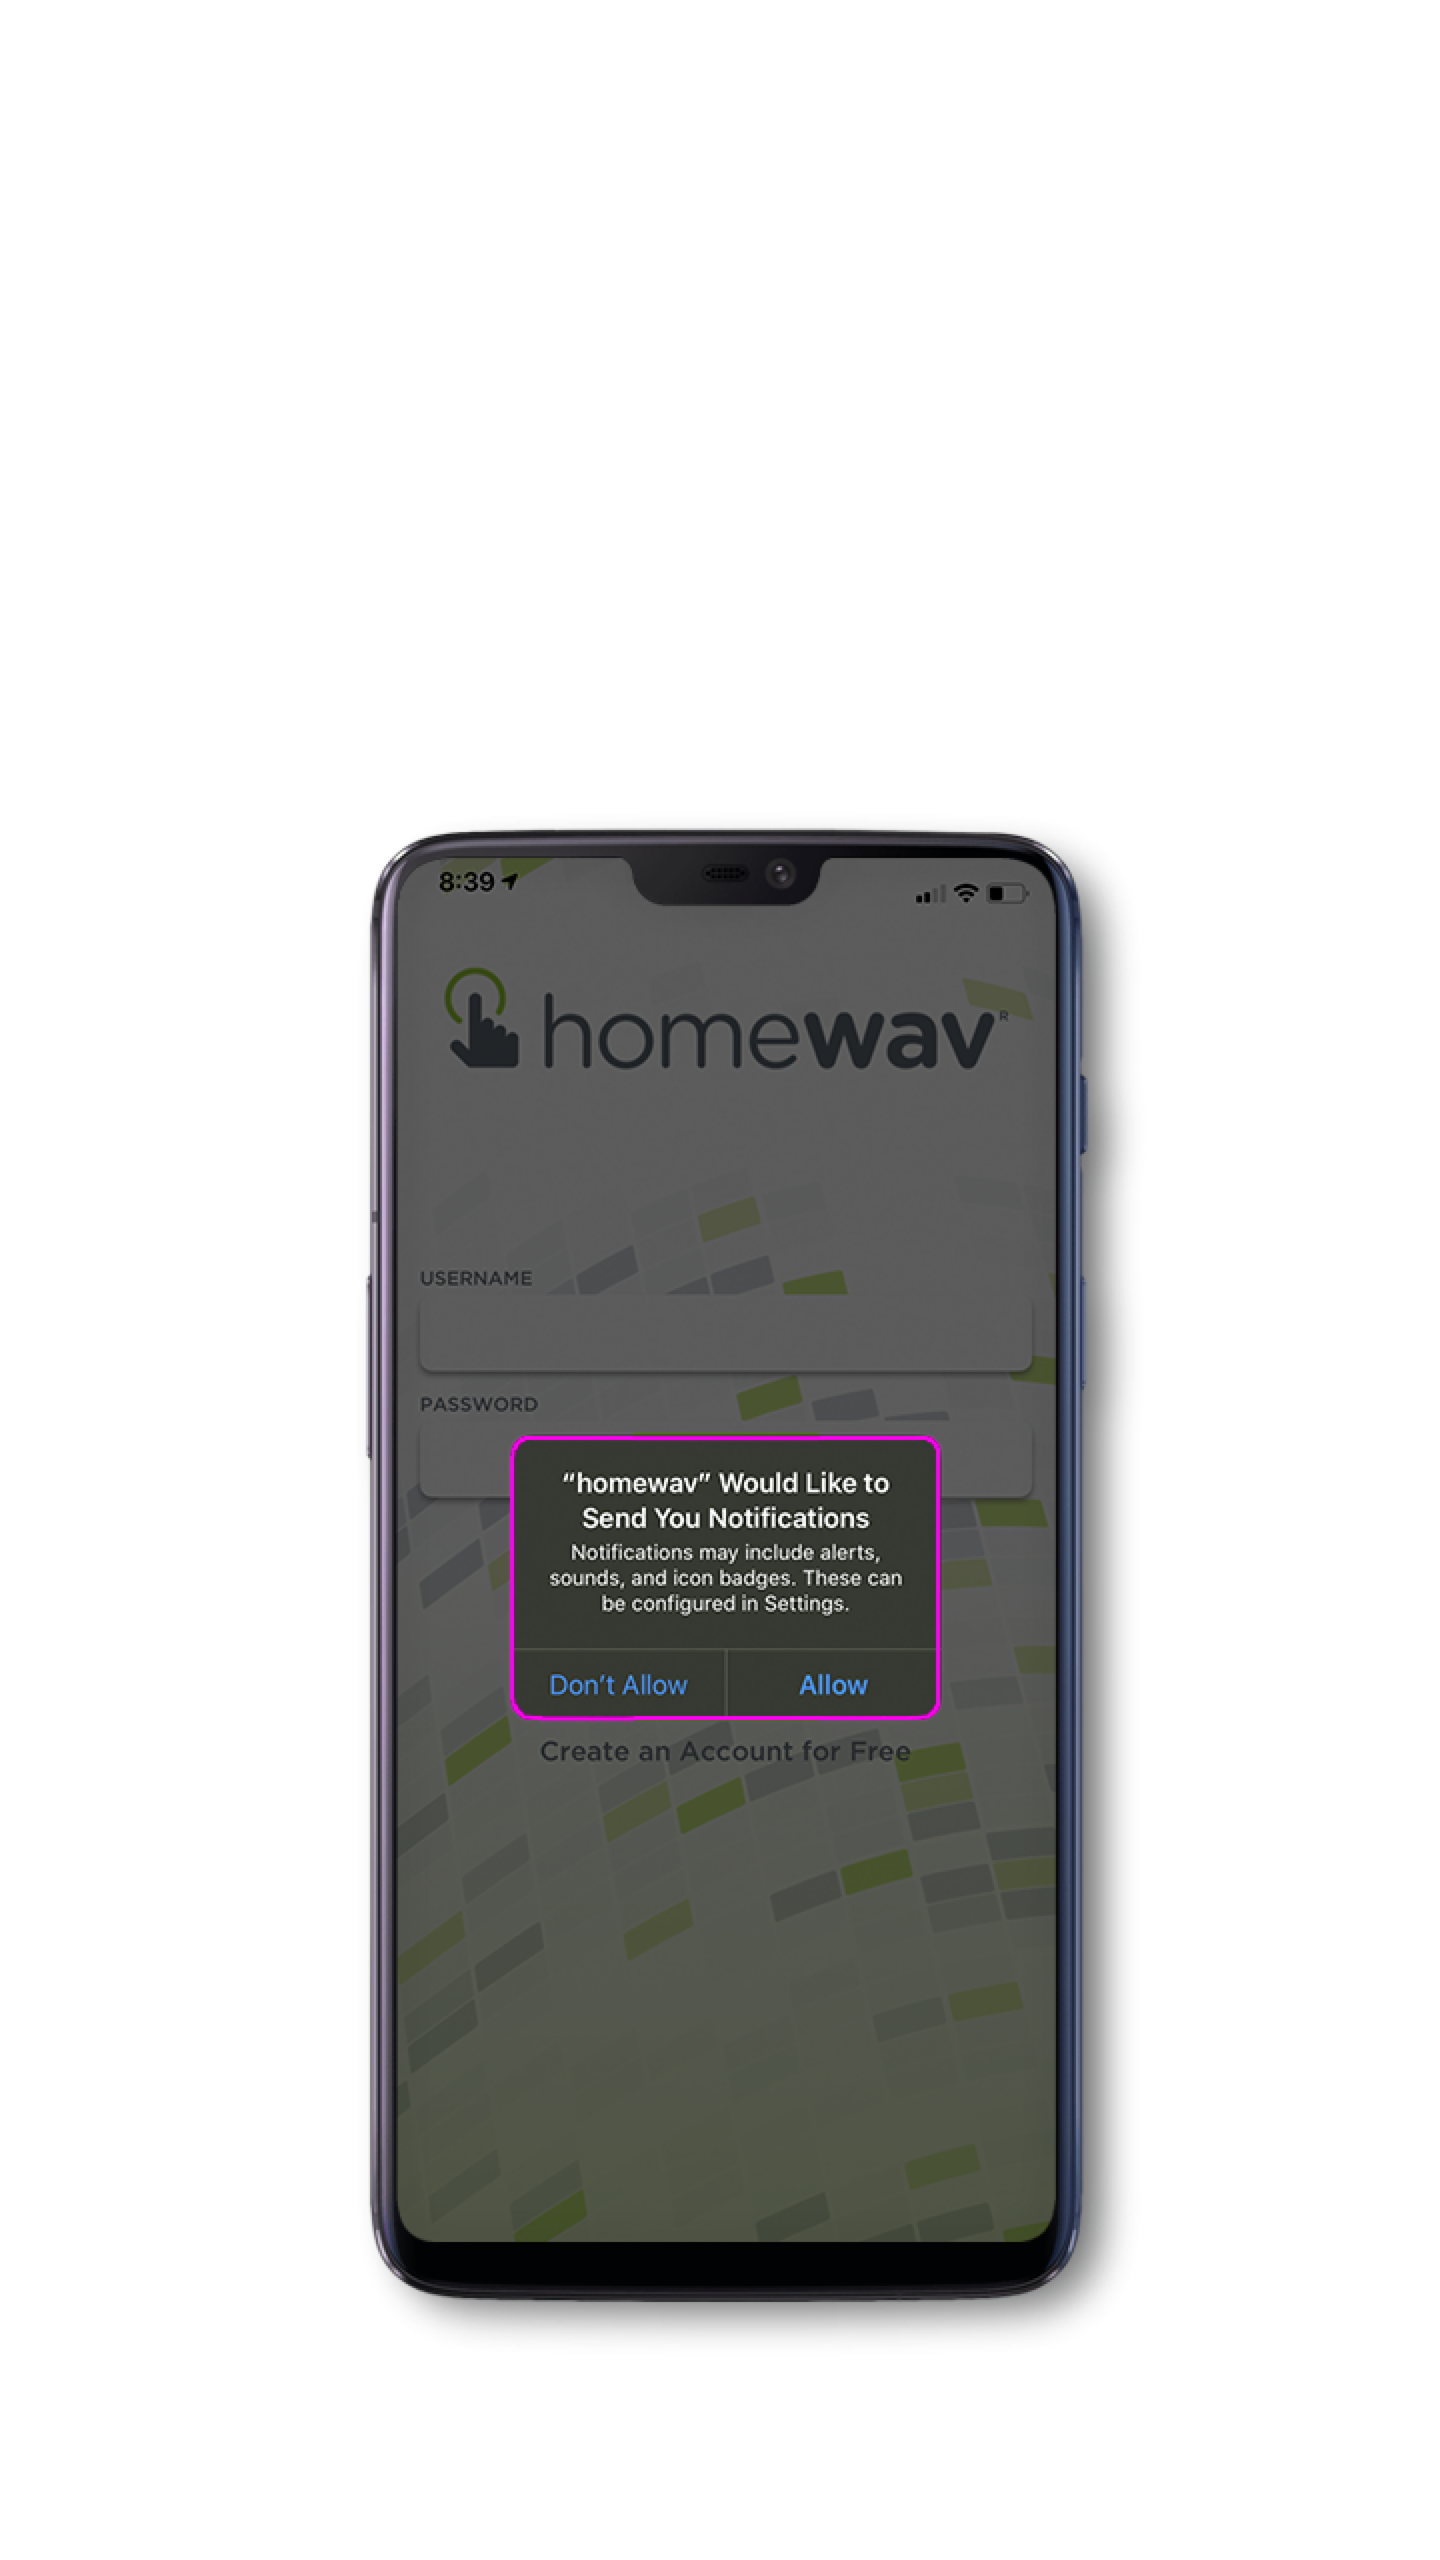 8:39
homewav®
USERNAME
PASSWORD
“homewav” Would Like to
Send You Notifications
Notifications may include alerts,
sounds, and icon badges. These can
be configured in Settings.
Don’t Allow
Allow
Create an Account for Free